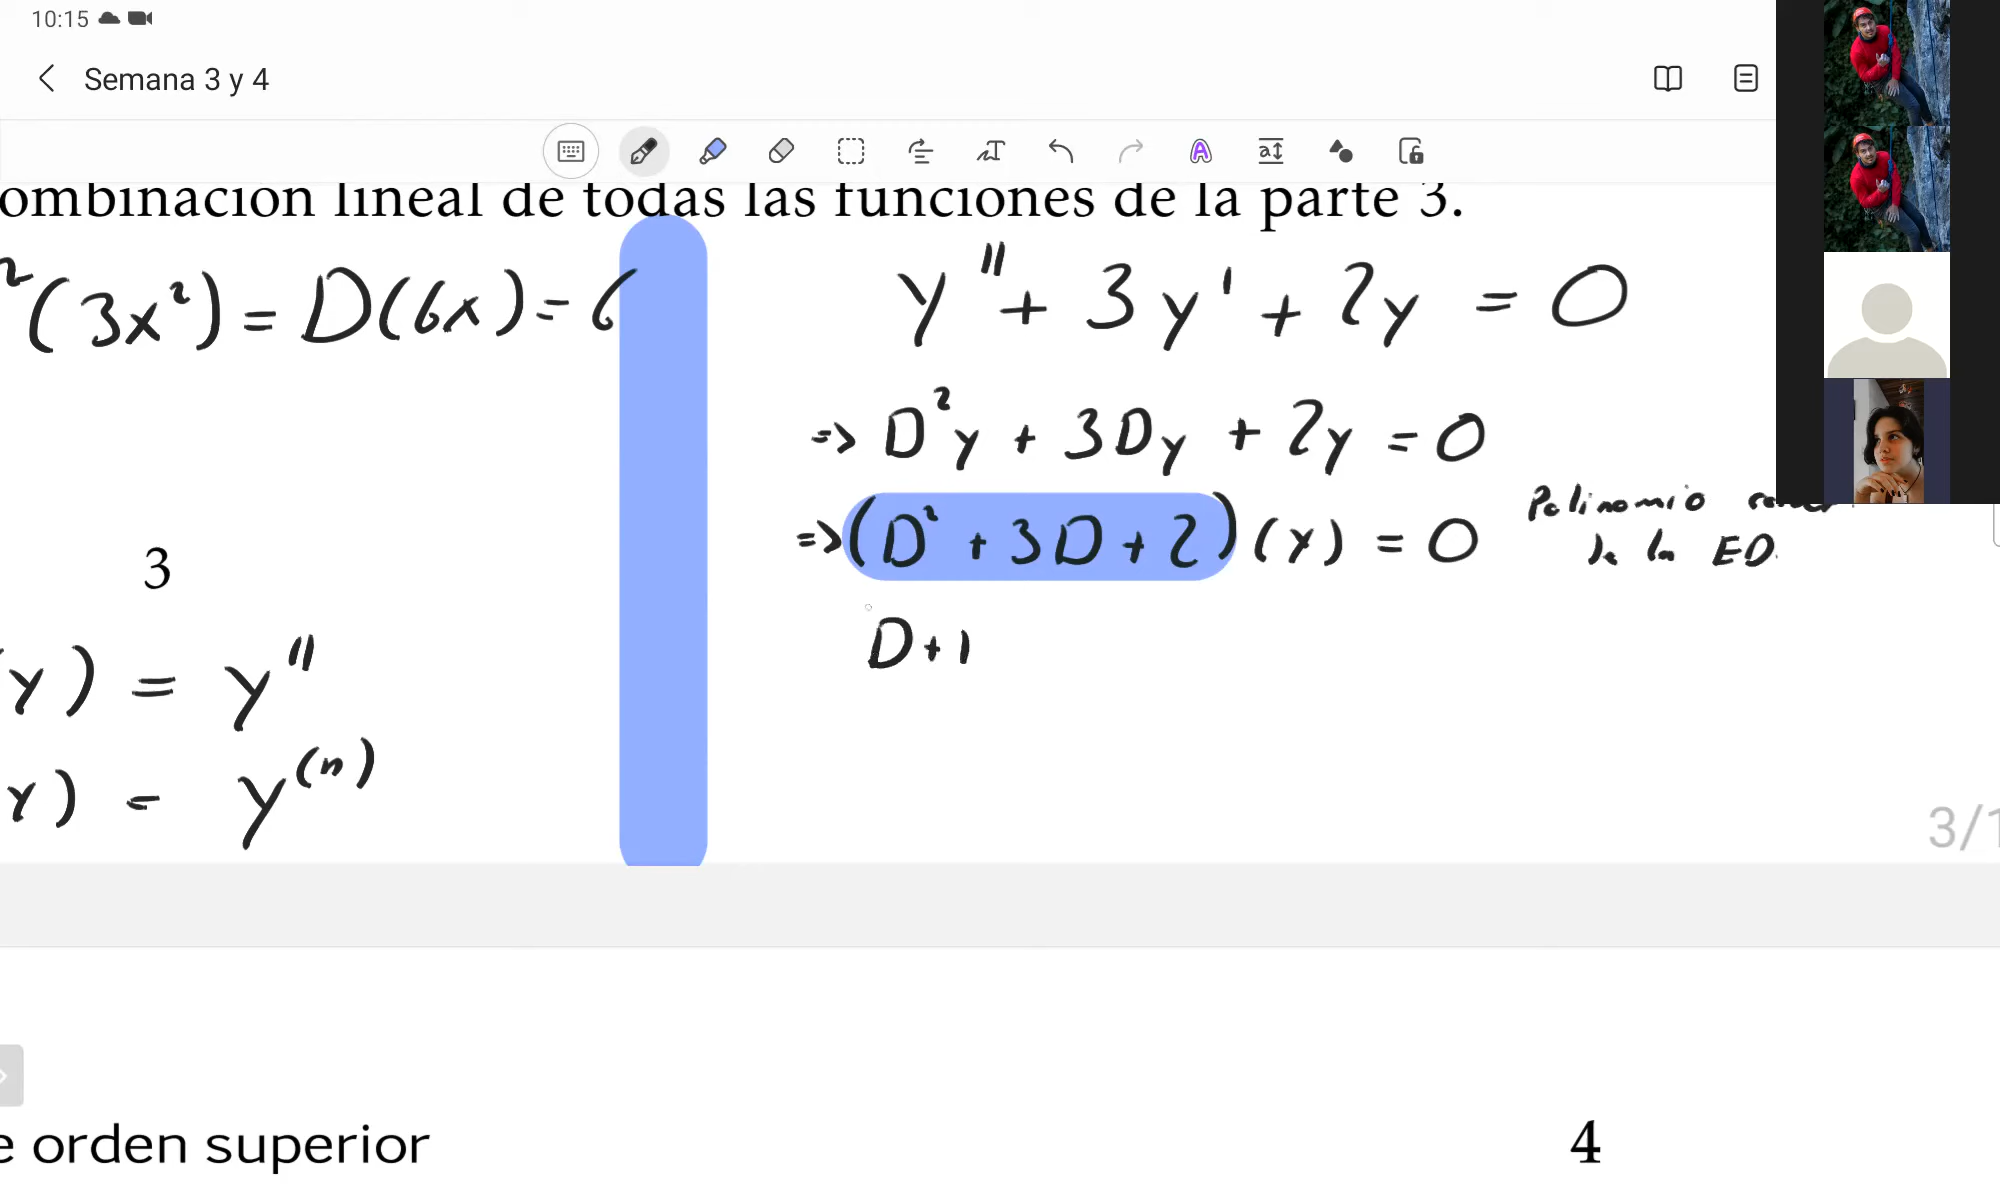 10:15
Semana 3 y 4
ombinación lineal de todas las funciones de la parte 3.
²(3x²) = D(6x) = 6
3
y) = y''
y) = y⁽ⁿ⁾
y'' + 3y' + 2y = 0
=> D²y + 3Dy + 2y = 0
=> (D² + 3D + 2)(y) = 0
Polinomio
de la ED.
D+1
3/1
e orden superior
4